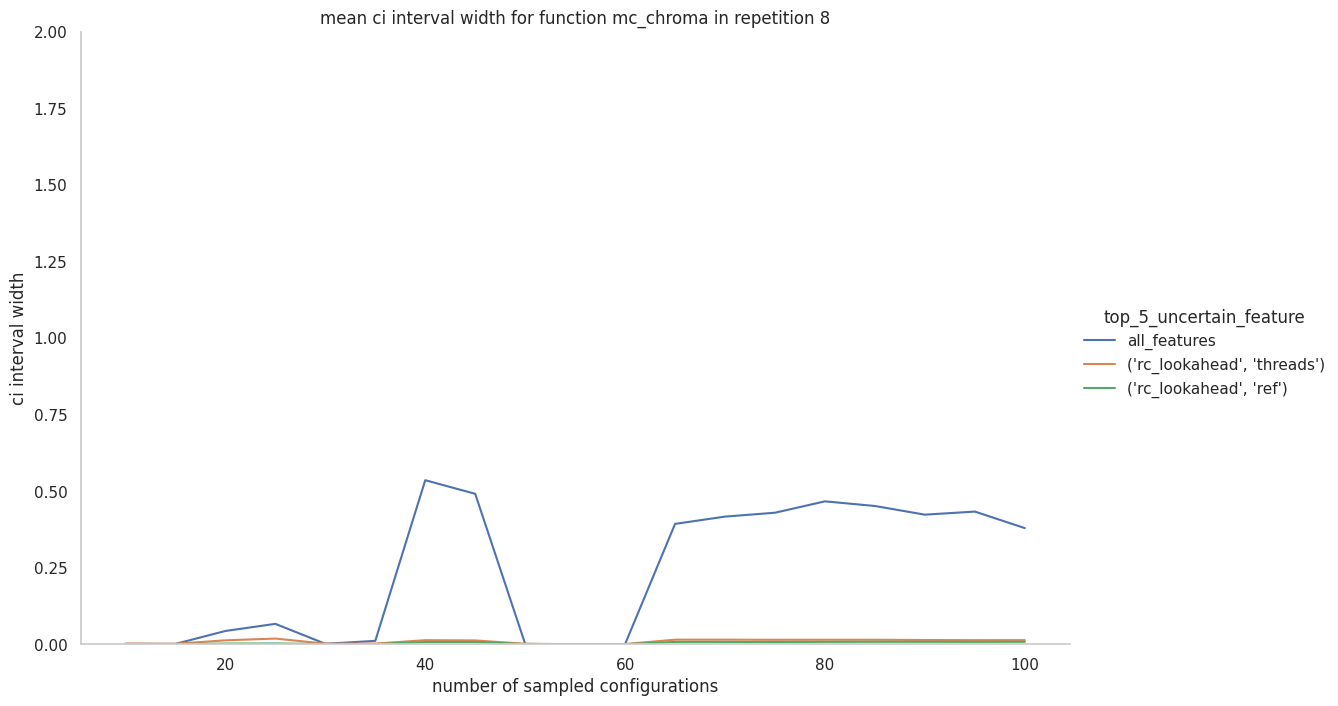 mean ci interval width for function mc_chroma in repetition 8
2.00
1.75
1.50
1.25
1.00
0.75
0.50
0.25
0.00
ci interval width
20
40
60
80
100
number of sampled configurations
top_5_uncertain_feature
all_features
('rc_lookahead', 'threads')
('rc_lookahead', 'ref')